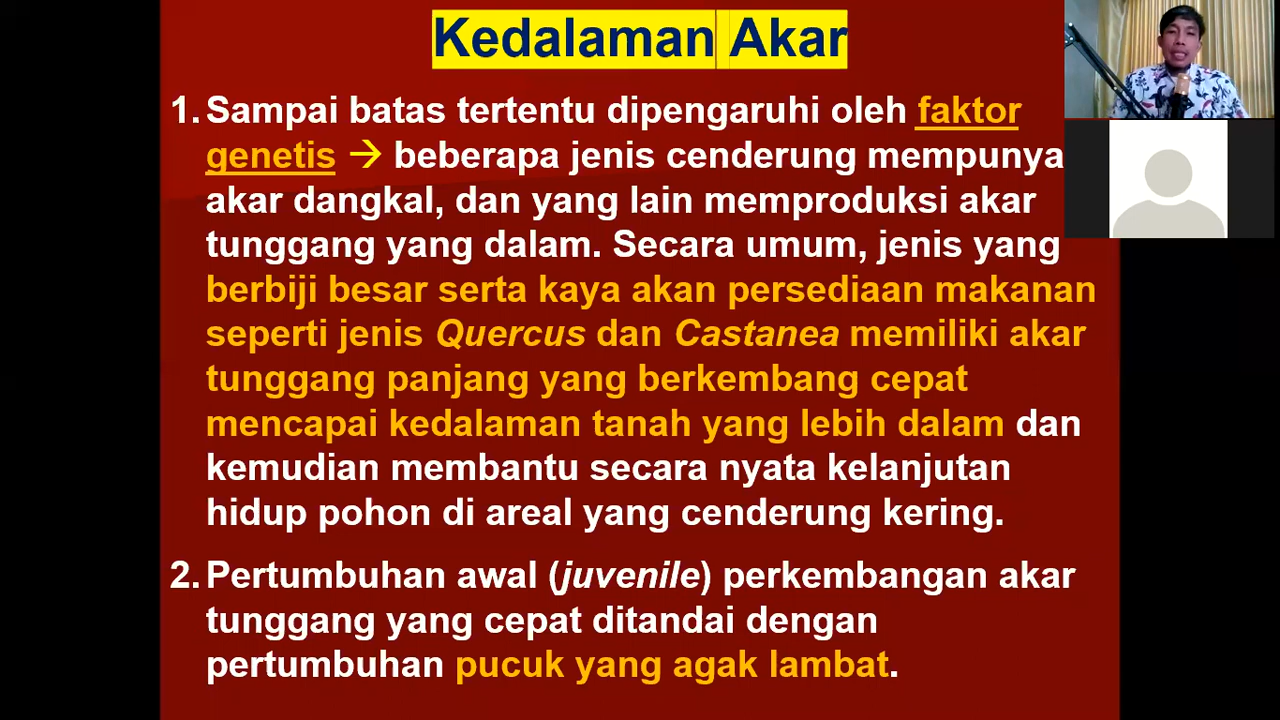 Kedalaman Akar
1. Sampai batas tertentu dipengaruhi oleh faktor
genetis → beberapa jenis cenderung mempunya
akar dangkal, dan yang lain memproduksi akar
tunggang yang dalam. Secara umum, jenis yang
berbiji besar serta kaya akan persediaan makanan
seperti jenis Quercus dan Castanea memiliki akar
tunggang panjang yang berkembang cepat
mencapai kedalaman tanah yang lebih dalam dan
kemudian membantu secara nyata kelanjutan
hidup pohon di areal yang cenderung kering.
2. Pertumbuhan awal (juvenile) perkembangan akar
tunggang yang cepat ditandai dengan
pertumbuhan pucuk yang agak lambat.